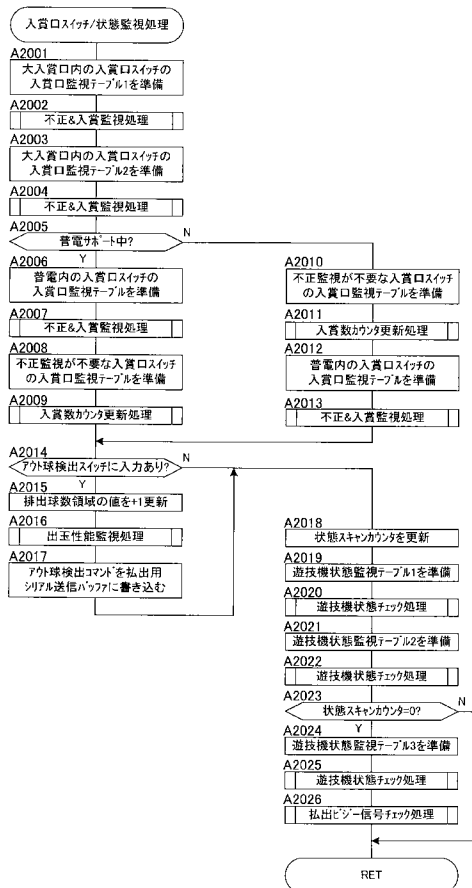 入賞口スイッチ/状態監視処理
A2001
大入賞口内の入賞口スイッチの
入賞口監視テーブル1を準備
A2002
不正&入賞監視処理
A2003
大入賞口内の入賞口スイッチの
入賞口監視テーブル2を準備
A2004
不正&入賞監視処理
A2005
普電サポート中?
N
Y
A2006
普電内の入賞口スイッチの
入賞口監視テーブルを準備
A2007
不正&入賞監視処理
A2008
不正監視が不要な入賞口スイッチ
の入賞口監視テーブルを準備
A2009
入賞数カウンタ更新処理
A2010
不正監視が不要な入賞口スイッチ
の入賞口監視テーブルを準備
A2011
入賞数カウンタ更新処理
A2012
普電内の入賞口スイッチの
入賞口監視テーブルを準備
A2013
不正&入賞監視処理
A2014
アウト球検出スイッチに入力あり?
N
Y
A2015
排出球数領域の値を+1更新
A2016
出玉性能監視処理
A2017
アウト球検出コマンドを払出用
シリアル送信バッファに書き込む
A2018
状態スキャンカウンタを更新
A2019
遊技機状態監視テーブル1を準備
A2020
遊技機状態チェック処理
A2021
遊技機状態監視テーブル2を準備
A2022
遊技機状態チェック処理
A2023
状態スキャンカウンタ=0?
N
Y
A2024
遊技機状態監視テーブル3を準備
A2025
遊技機状態チェック処理
A2026
払出ビジー信号チェック処理
RET